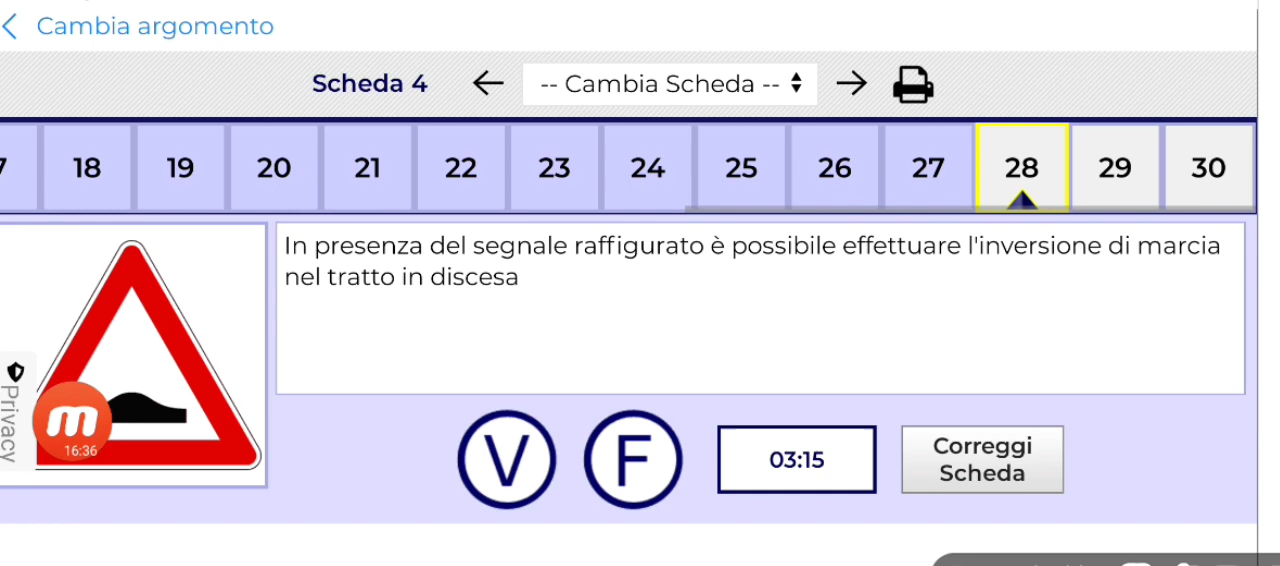 Cambia argomento
Scheda 4
-- Cambia Scheda --
18 19 20 21 22 23 24 25 26 27 28 29 30
In presenza del segnale raffigurato è possibile effettuare l'inversione di marcia
nel tratto in discesa
Privacy
16:36
V F 03:15
Correggi
Scheda